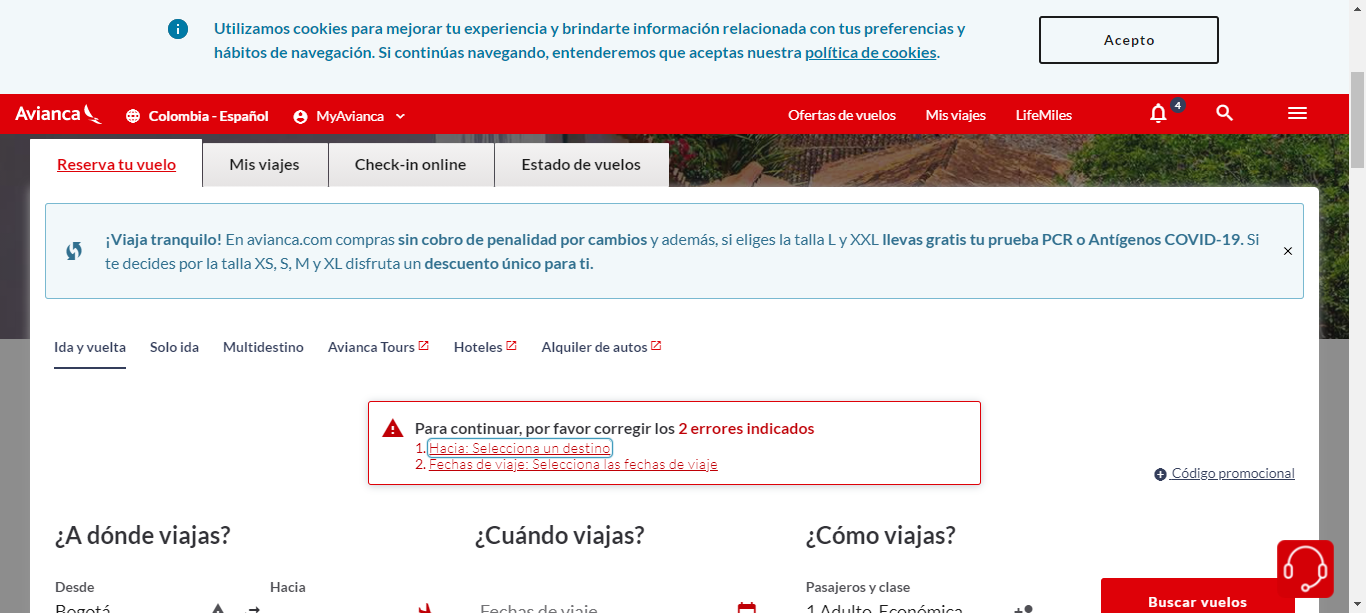 Utilizamos cookies para mejorar tu experiencia y brindarte información relacionada con tus preferencias y
hábitos de navegación. Si continúas navegando, entenderemos que aceptas nuestra política de cookies.
Acepto
Avianca
Colombia - Español
MyAvianca
Ofertas de vuelos
Mis viajes
LifeMiles
4
Reserva tu vuelo
Mis viajes
Check-in online
Estado de vuelos
¡Viaja tranquilo! En avianca.com compras sin cobro de penalidad por cambios y además, si eliges la talla L y XXL llevas gratis tu prueba PCR o Antígenos COVID-19. Si
te decides por la talla XS, S, M y XL disfruta un descuento único para ti.
Ida y vuelta
Solo ida
Multidestino
Avianca Tours
Hoteles
Alquiler de autos
Para continuar, por favor corregir los 2 errores indicados
1. Hacia: Selecciona un destino
2. Fechas de viaje: Selecciona las fechas de viaje
Código promocional
¿A dónde viajas?
¿Cuándo viajas?
¿Cómo viajas?
Desde
Hacia
Pasajeros y clase
Bogotá
Fechas de viaje
1 Adulto, Económica
Buscar vuelos